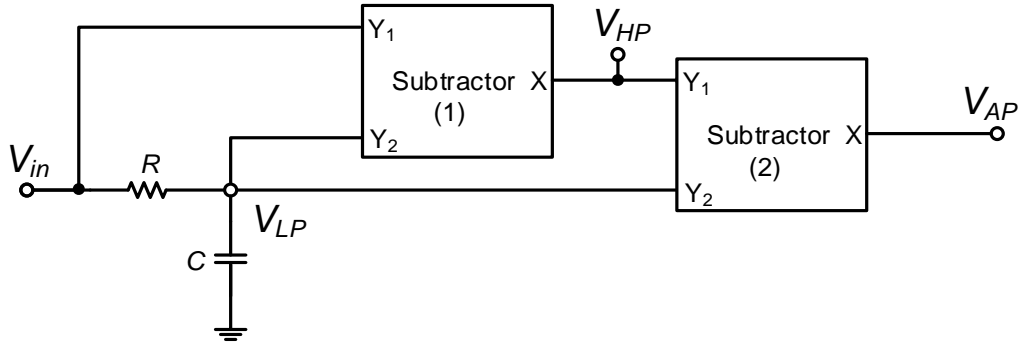 Y1
Subtractor X
(1)
Y2
VHP
Y1
Subtractor X
(2)
Y2
VAP
Vin
R
VLP
C